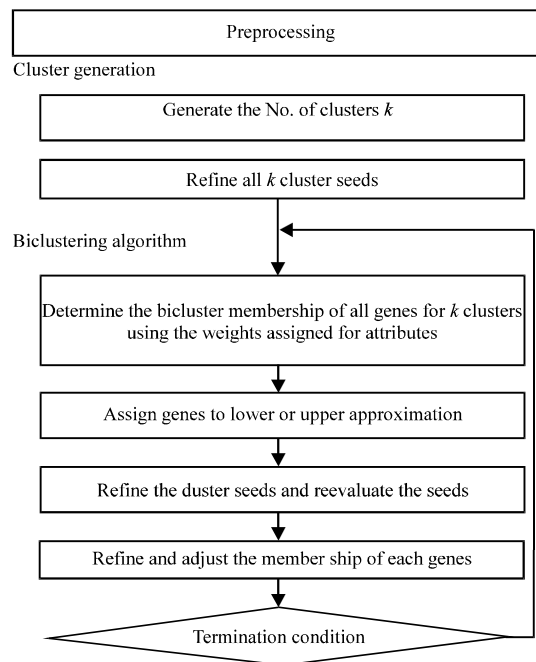 Preprocessing
Cluster generation
Generate the No. of clusters k
Refine all k cluster seeds
Biclustering algorithm
Determine the bicluster membership of all genes for k clusters
using the weights assigned for attributes
Assign genes to lower or upper approximation
Refine the duster seeds and reevaluate the seeds
Refine and adjust the member ship of each genes
Termination condition